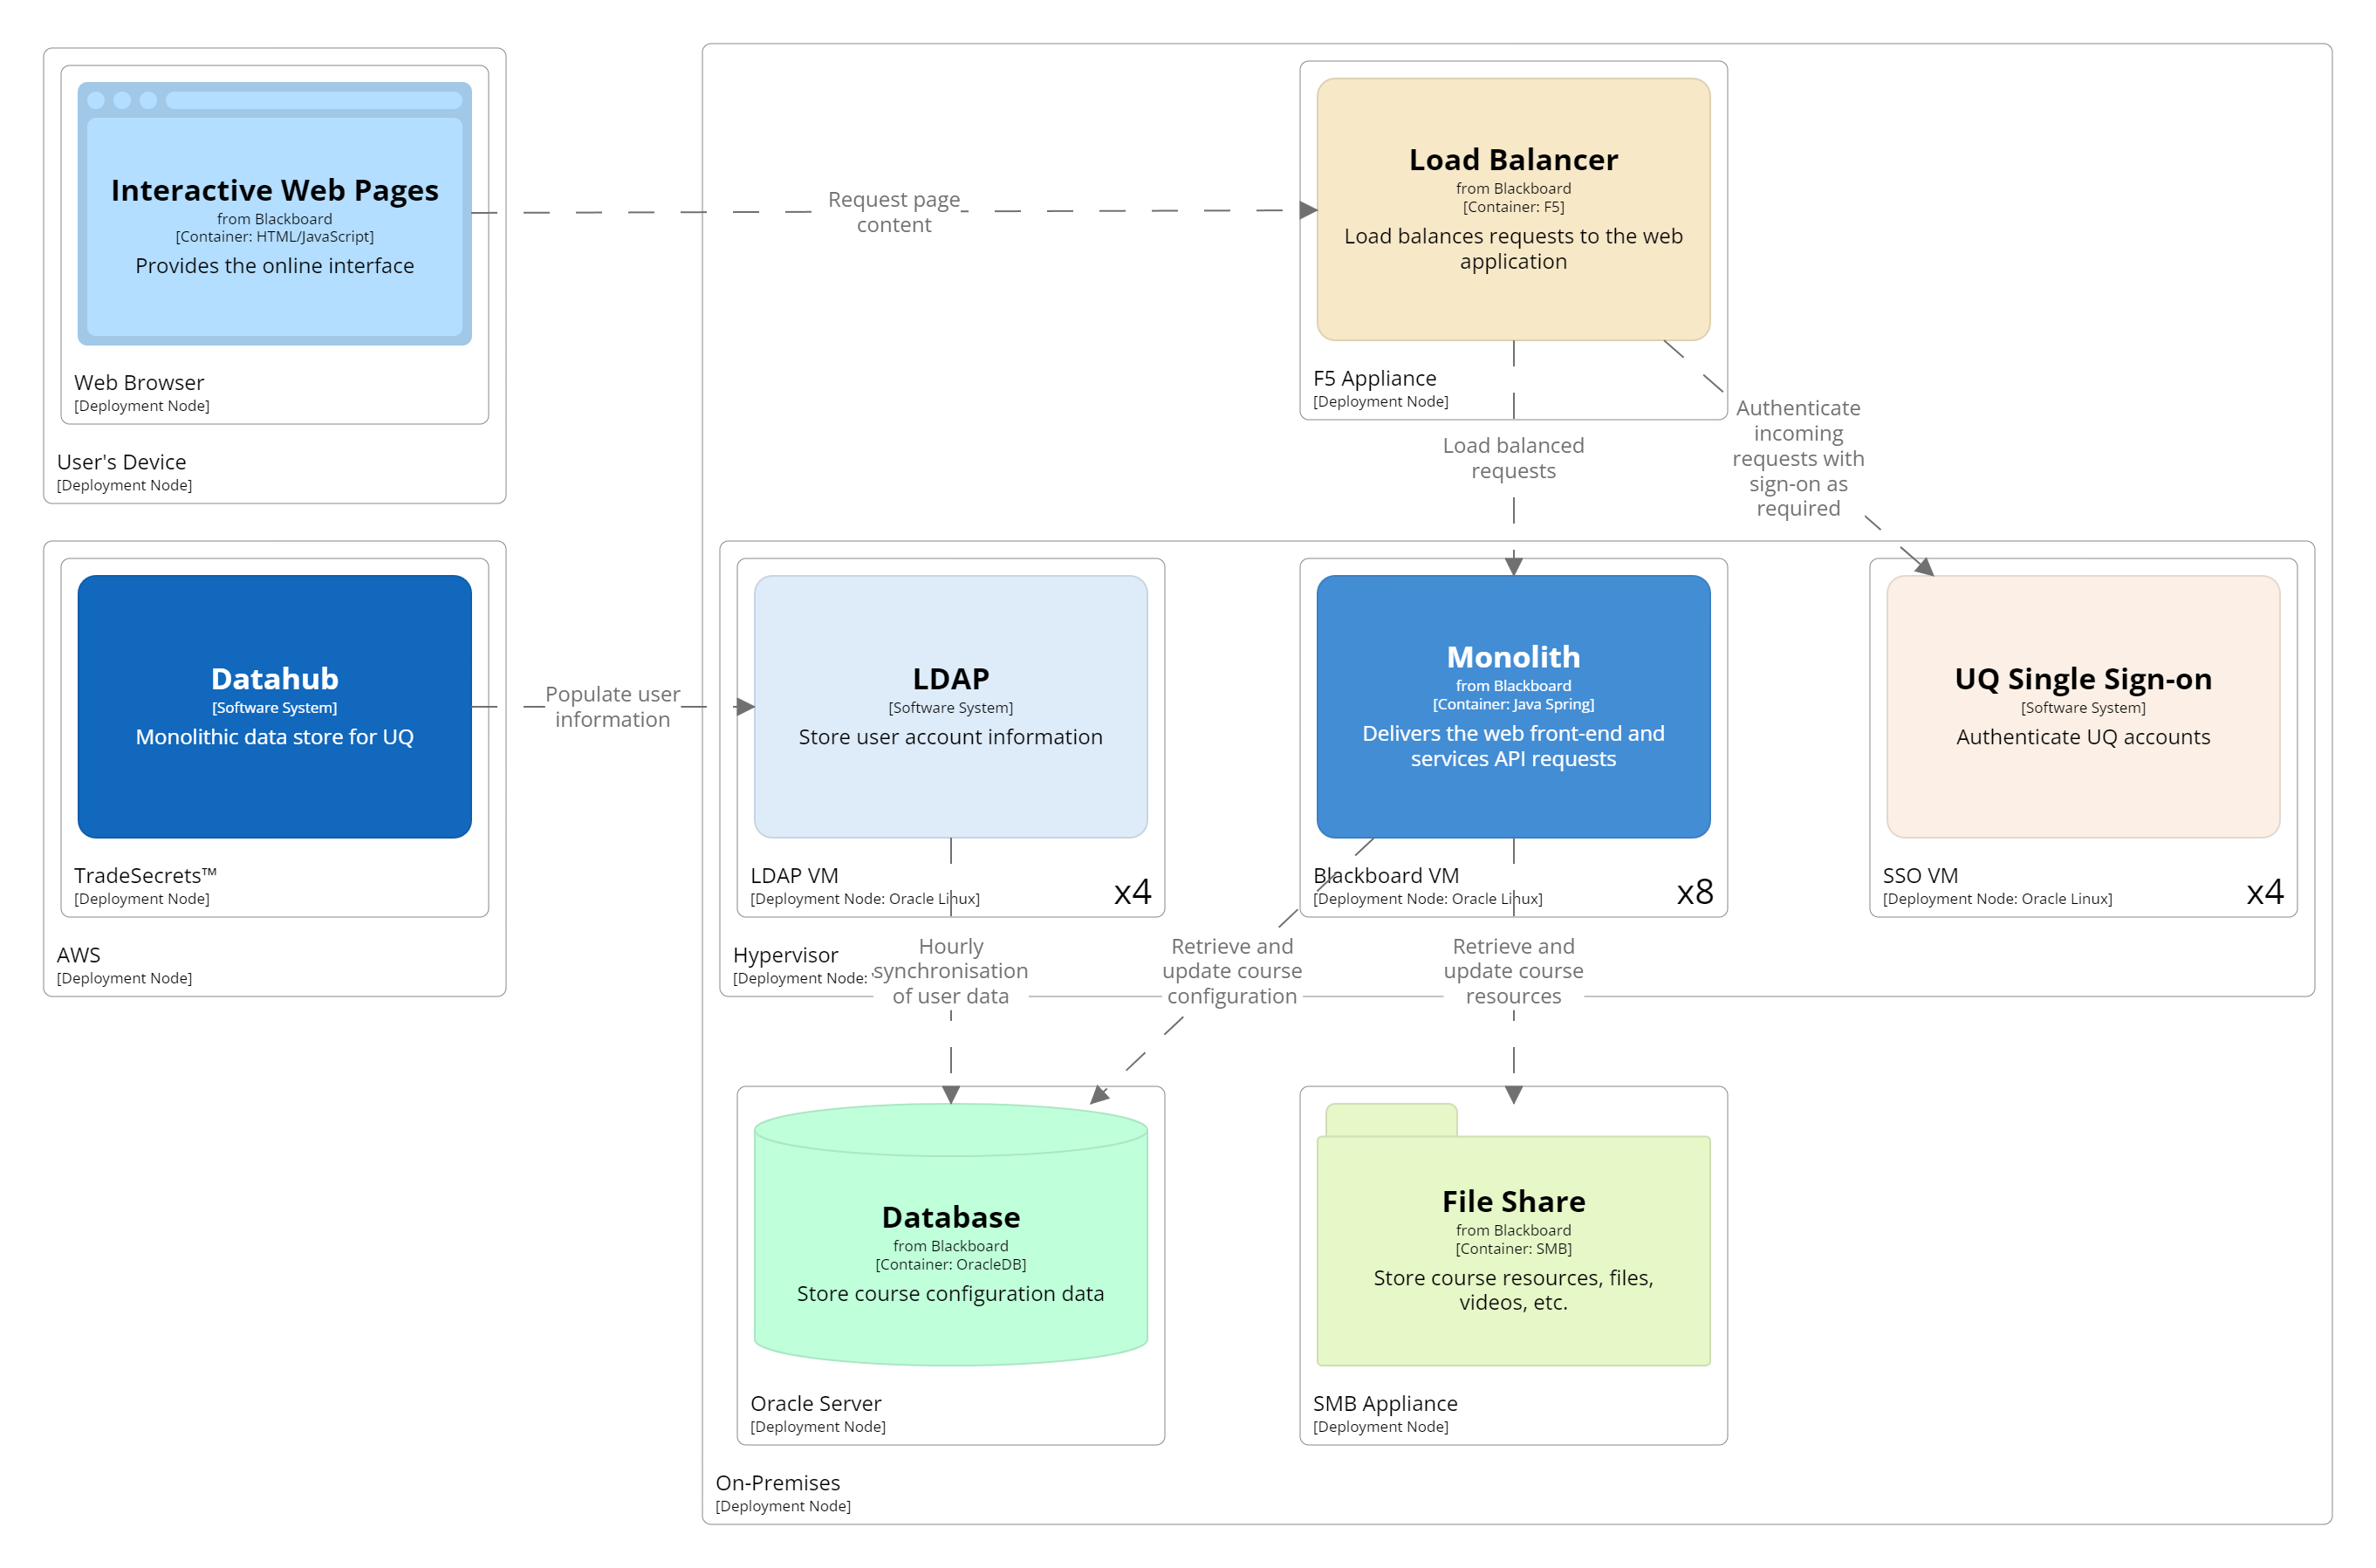 Interactive Web Pages
from Blackboard
[Container: HTML/JavaScript]
Provides the online interface
Web Browser
[Deployment Node]
User's Device
[Deployment Node]
Request page
content
Load Balancer
from Blackboard
[Container: F5]
Load balances requests to the web
application
F5 Appliance
[Deployment Node]
Load balanced
requests
Authenticate
incoming
requests with
sign-on as
required
Datahub
[Software System]
Monolithic data store for UQ
TradeSecrets™
[Deployment Node]
AWS
[Deployment Node]
Populate user
information
LDAP
[Software System]
Store user account information
LDAP VM
[Deployment Node: Oracle Linux]
x4
Monolith
from Blackboard
[Container: Java Spring]
Delivers the web front-end and
services API requests
Blackboard VM
[Deployment Node: Oracle Linux]
x8
UQ Single Sign-on
[Software System]
Authenticate UQ accounts
SSO VM
[Deployment Node: Oracle Linux]
x4
Hypervisor
[Deployment Node:
Hourly
synchronisation
of user data
Retrieve and
update course
configuration
Retrieve and
update course
resources
Database
from Blackboard
[Container: OracleDB]
Store course configuration data
Oracle Server
[Deployment Node]
File Share
from Blackboard
[Container: SMB]
Store course resources, files,
videos, etc.
SMB Appliance
[Deployment Node]
On-Premises
[Deployment Node]